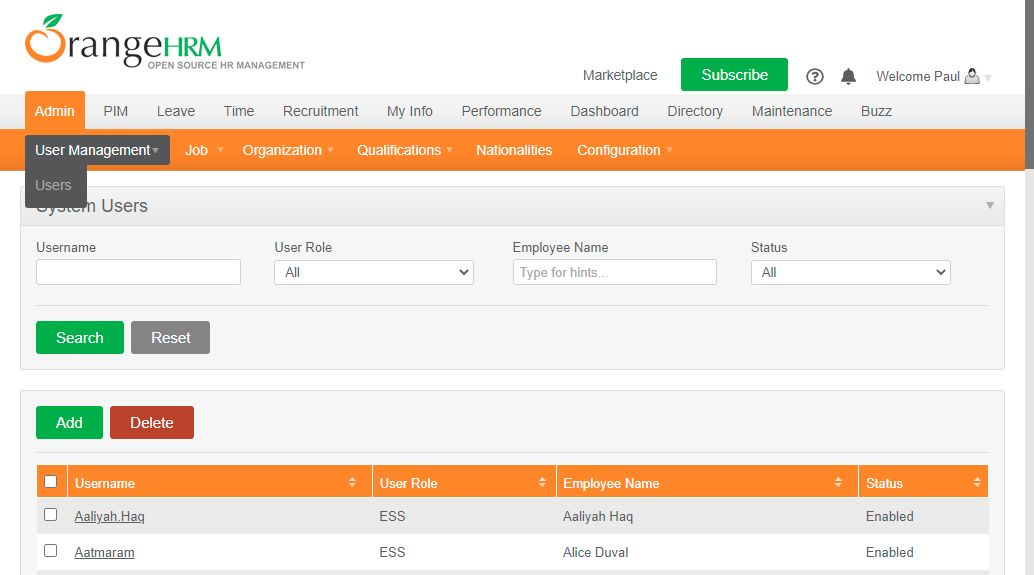 OrangeHRM
OPEN SOURCE HR MANAGEMENT
Marketplace Subscribe ? Welcome Paul
Admin PIM Leave Time Recruitment My Info Performance Dashboard Directory Maintenance Buzz
User Management Job Organization Qualifications Nationalities Configuration
Users
System Users
Username User Role Employee Name Status
All Type for hints... All
Search Reset
Add Delete
Username User Role Employee Name Status
Aaliyah.Haq ESS Aaliyah Haq Enabled
Aatmaram ESS Alice Duval Enabled